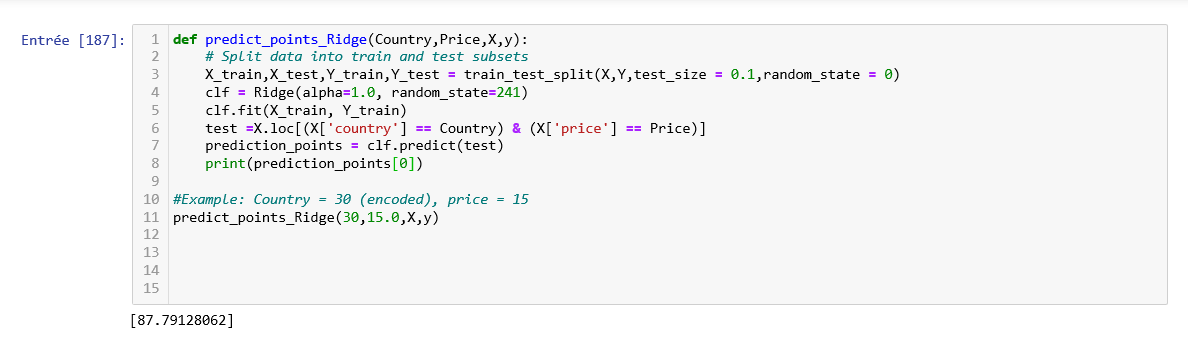 Entrée [187]:
1 def predict_points_Ridge(Country,Price,X,y):
2     # Split data into train and test subsets
3     X_train,X_test,Y_train,Y_test = train_test_split(X,Y,test_size = 0.1,random_state = 0)
4     clf = Ridge(alpha=1.0, random_state=241)
5     clf.fit(X_train, Y_train)
6     test =X.loc[(X['country'] == Country) & (X['price'] == Price)]
7     prediction_points = clf.predict(test)
8     print(prediction_points[0])
9
10 #Example: Country = 30 (encoded), price = 15
11 predict_points_Ridge(30,15.0,X,y)
12
13
14
15
[87.79128062]